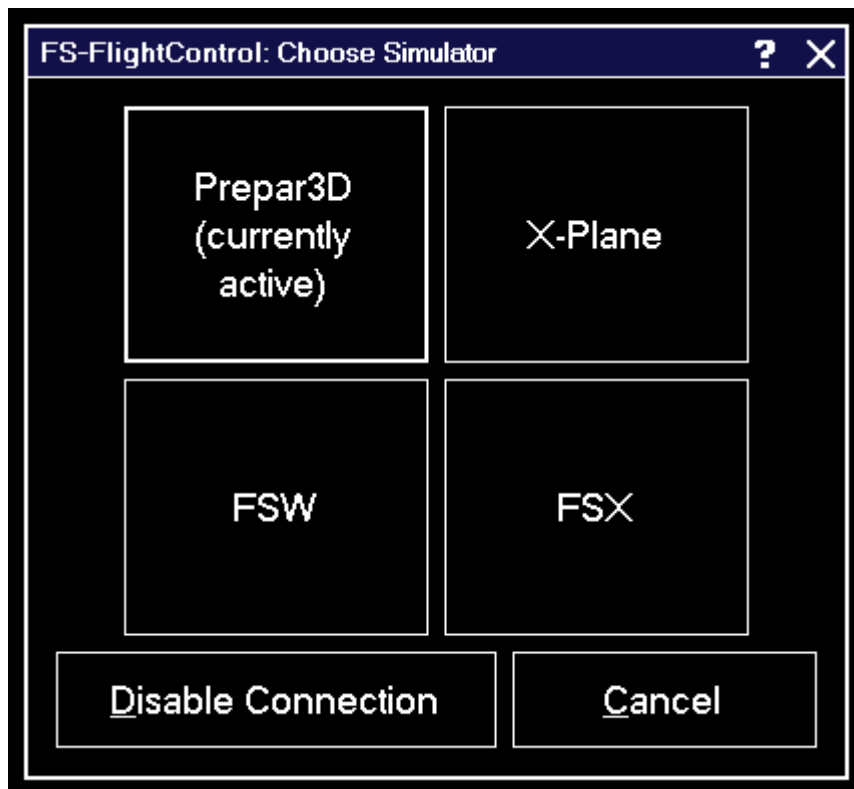 FS-FlightControl: Choose Simulator ? X
Prepar3D
(currently
active)
X-Plane
FSW
FSX
Disable Connection
Cancel